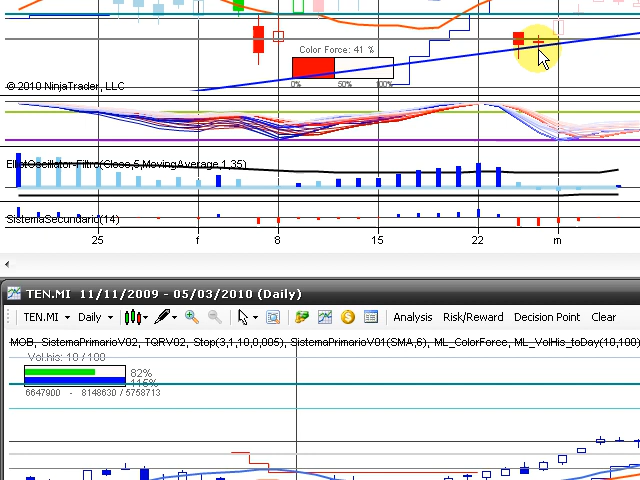 Color Force: 41 %
0% 50% 100%
© 2010 NinjaTrader, LLC
ElliotOscillator-Filtro(Close,5,MovingAverage,1,35)
SistemaSecundario(14)
25 f 8 15 22 m
TEN.MI 11/11/2009 - 05/03/2010 (Daily)
TEN.MI Daily Analysis Risk/Reward Decision Point Clear
MOB, SistemaPrimarioV02, TQRV02, Stop(3,1,10,0,005), SistemaPrimarioV01(SMA,6), ML_ColorForce, ML_VolHis_toDay(10,100)
Vol.his: 10 / 100
82%
115%
6647900 - 8148630 / 5758713